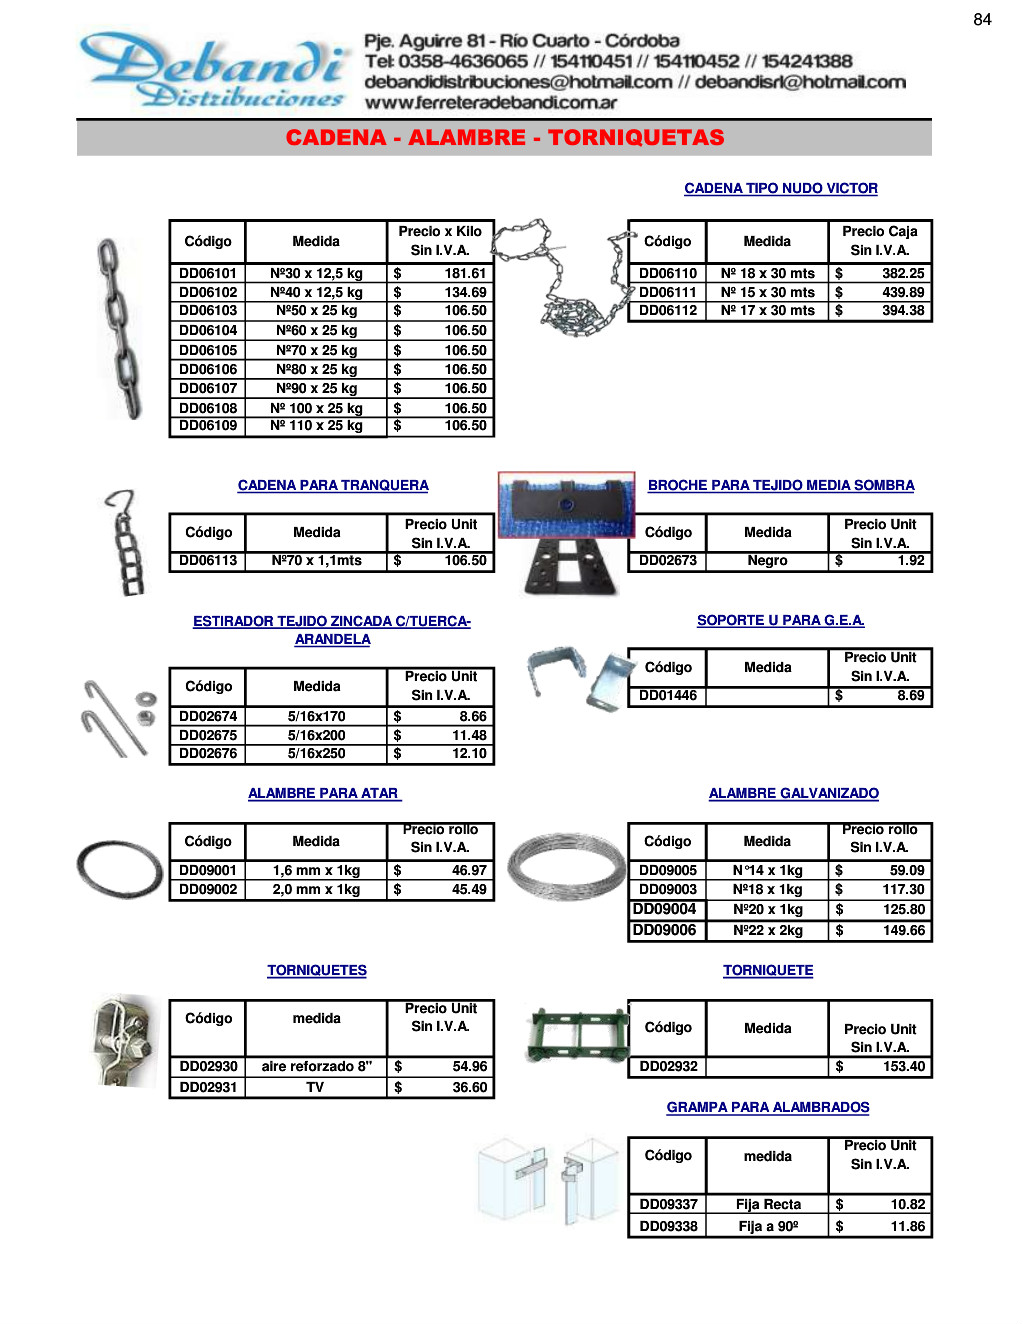 84
Debandi
Distribuciones
Pje. Aguirre 81 - Río Cuarto - Córdoba
Tel: 0358-4636065 // 154110451 // 154110452 // 154241388
debandidistribuciones@hotmail.com // debandisrl@hotmail.com
www.ferreteradebandi.com.ar
CADENA - ALAMBRE - TORNIQUETAS
Código Medida Precio x Kilo Sin I.V.A.
DD06101 Nº30 x 12,5 kg $ 181.61
DD06102 Nº40 x 12,5 kg $ 134.69
DD06103 Nº50 x 25 kg $ 106.50
DD06104 Nº60 x 25 kg $ 106.50
DD06105 Nº70 x 25 kg $ 106.50
DD06106 Nº80 x 25 kg $ 106.50
DD06107 Nº90 x 25 kg $ 106.50
DD06108 Nº 100 x 25 kg $ 106.50
DD06109 Nº 110 x 25 kg $ 106.50
CADENA TIPO NUDO VICTOR
Código Medida Precio Caja Sin I.V.A.
DD06110 Nº 18 x 30 mts $ 382.25
DD06111 Nº 15 x 30 mts $ 439.89
DD06112 Nº 17 x 30 mts $ 394.38
CADENA PARA TRANQUERA
Código Medida Precio Unit Sin I.V.A.
DD06113 Nº70 x 1,1mts $ 106.50
BROCHE PARA TEJIDO MEDIA SOMBRA
Código Medida Precio Unit Sin I.V.A.
DD02673 Negro $ 1.92
ESTIRADOR TEJIDO ZINCADA C/TUERCA-
ARANDELA
Código Medida Precio Unit Sin I.V.A.
DD02674 5/16x170 $ 8.66
DD02675 5/16x200 $ 11.48
DD02676 5/16x250 $ 12.10
SOPORTE U PARA G.E.A.
Código Medida Precio Unit Sin I.V.A.
DD01446 $ 8.69
ALAMBRE PARA ATAR
Código Medida Precio rollo Sin I.V.A.
DD09001 1,6 mm x 1kg $ 46.97
DD09002 2,0 mm x 1kg $ 45.49
ALAMBRE GALVANIZADO
Código Medida Precio rollo Sin I.V.A.
DD09005 N°14 x 1kg $ 59.09
DD09003 Nº18 x 1kg $ 117.30
DD09004 Nº20 x 1kg $ 125.80
DD09006 Nº22 x 2kg $ 149.66
TORNIQUETES
Código medida Precio Unit Sin I.V.A.
DD02930 aire reforzado 8" $ 54.96
DD02931 TV $ 36.60
TORNIQUETE
Código Medida Precio Unit Sin I.V.A.
DD02932 $ 153.40
GRAMPA PARA ALAMBRADOS
Código medida Precio Unit Sin I.V.A.
DD09337 Fija Recta $ 10.82
DD09338 Fija a 90º $ 11.86